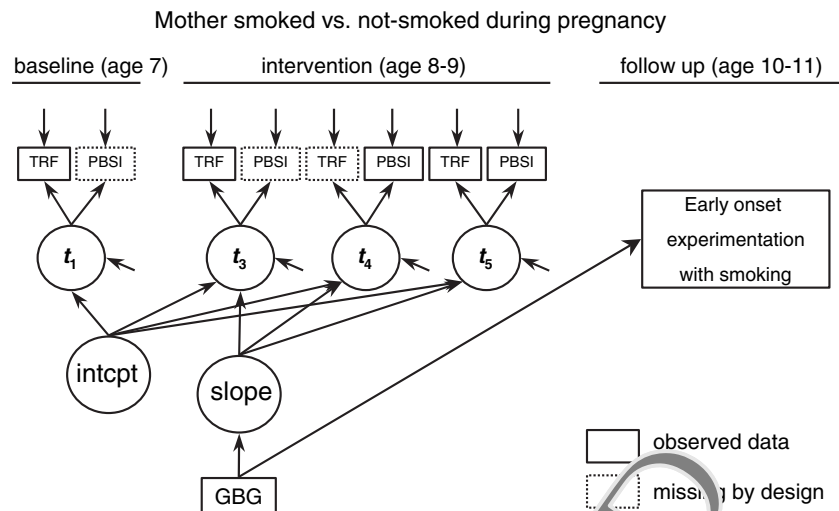 Mother smoked vs. not-smoked during pregnancy
baseline (age 7) intervention (age 8-9) follow up (age 10-11)
TRF PBSI TRF PBSI TRF PBSI TRF PBSI
Early onset
experimentation
with smoking
t1 t3 t4 t5
intcpt
slope
observed data
GBG by design